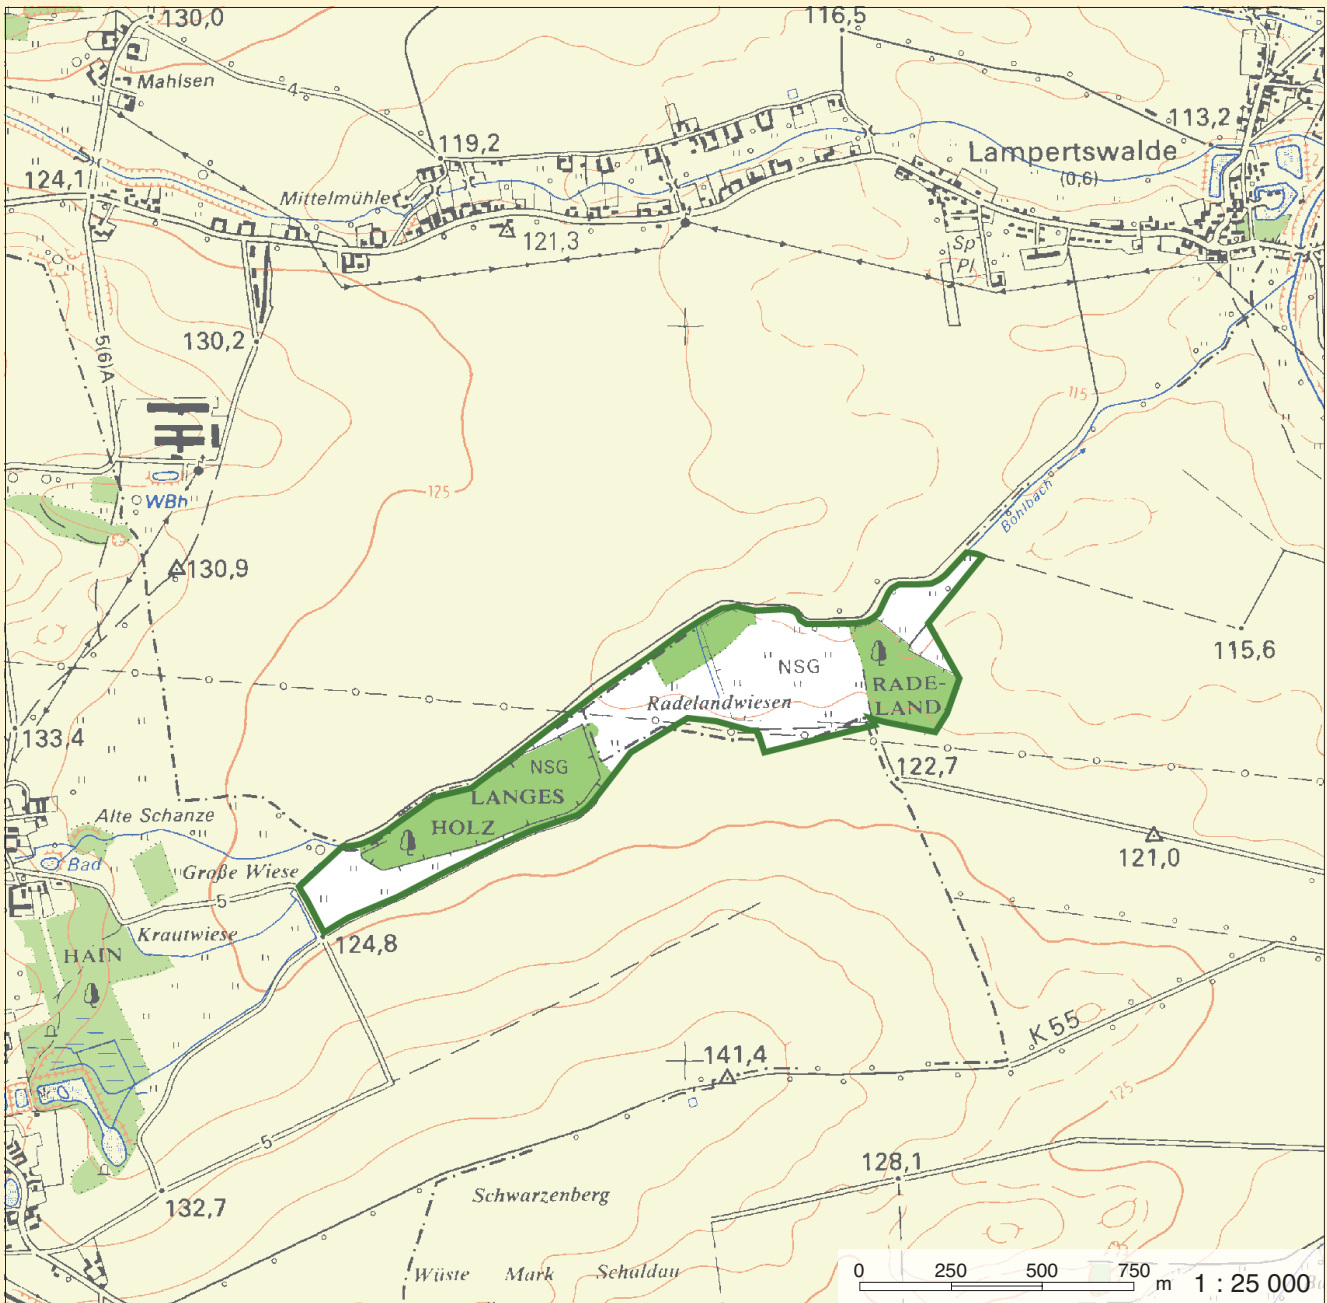 130,0
116,5
Mahlsen
4
119,2
113,2
Lampertswalde
(0,6)
124,1
Mittelmühle
121,3
Sp
Pl
130,2
5(6)A
115
125
WBh
Bohlbach
130,9
115,6
NSG
RADE-
LAND
Radelandwiesen
133,4
122,7
NSG
LANGES
HOLZ
Alte Schanze
121,0
Bad
Große Wiese
5
Krautwiese
124,8
HAIN
K 55
141,4
125
5
128,1
132,7
Schwarzenberg
Wüste Mark Schuldau
0 250 500 750 m 1 : 25 000